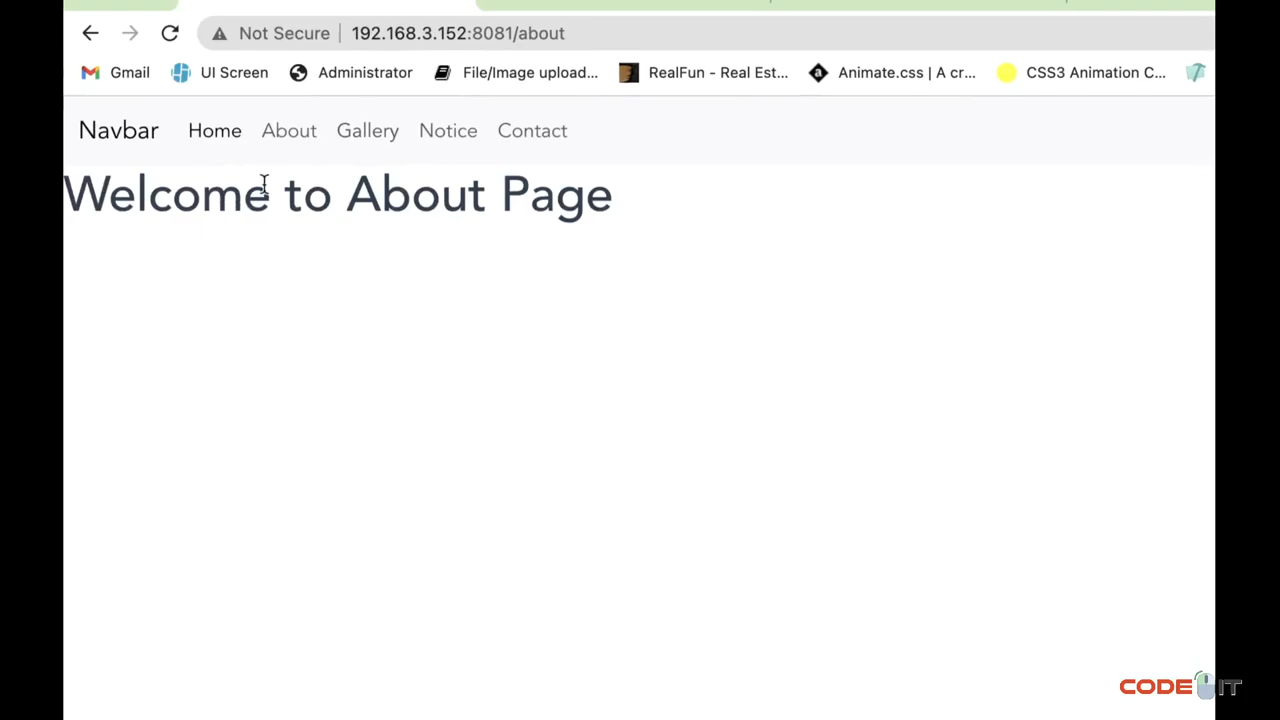 Not Secure 192.168.3.152:8081/about
Gmail UI Screen Administrator File/Image upload... RealFun - Real Est... Animate.css | A cr... CSS3 Animation C...
Navbar Home About Gallery Notice Contact
Welcome to About Page
CODE IT